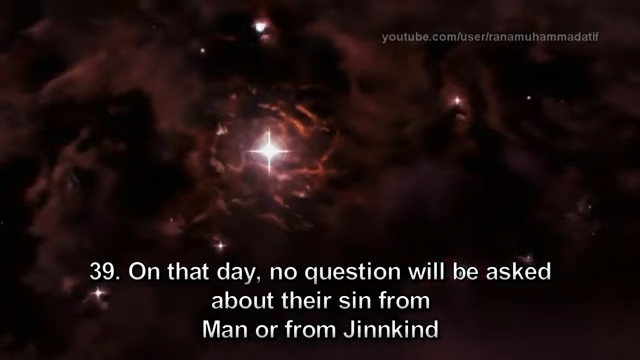 youtube.com/user/ranamuhammadatif
39. On that day, no question will be asked
about their sin from
Man or from Jinnkind